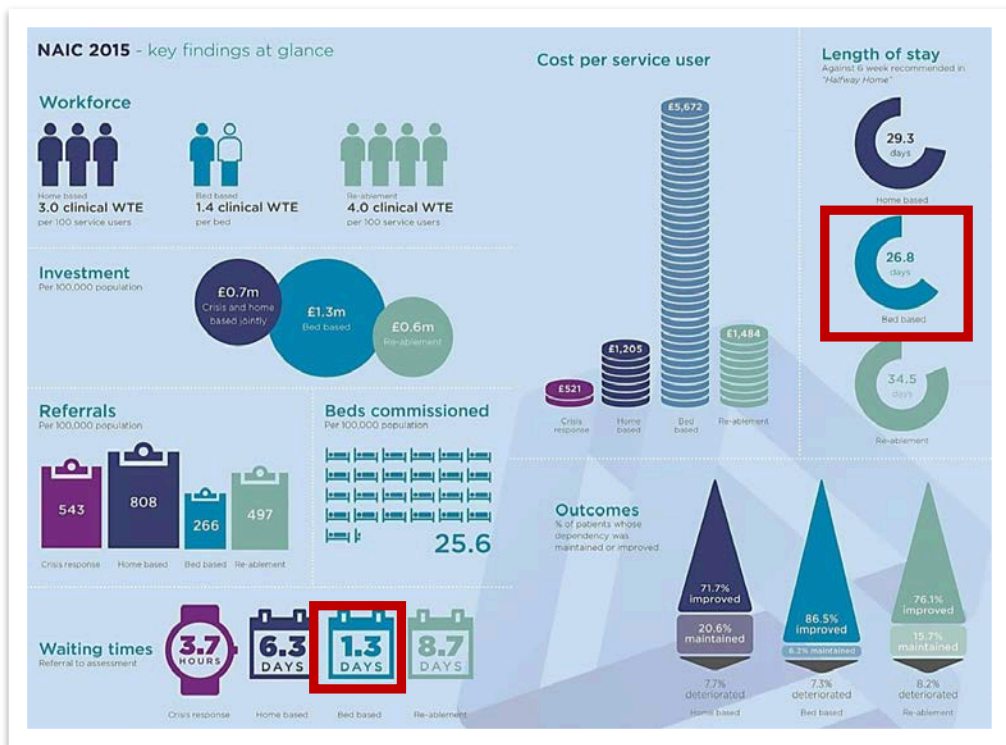 NAIC 2015 - key findings at glance
Workforce
Home based
3.0 clinical WTE
per 100 service users
Bed based
1.4 clinical WTE
per bed
Re-ablement
4.0 clinical WTE
per 100 service users
Investment
Per 100,000 population
£0.7m
Crisis and home
based jointly
£1.3m
Bed based
£0.6m
Re-ablement
Referrals
Per 100,000 population
543
808
266
497
Crisis response
Home based
Bed based
Re-ablement
Beds commissioned
Per 100,000 population
25.6
Waiting times
Referral to assessment
3.7
HOURS
6.3
DAYS
1.3
DAYS
8.7
DAYS
Crisis response
Home based
Bed based
Re-ablement
Cost per service user
£521
£1,205
£5,672
£1,484
Crisis
response
Home
based
Bed
based
Re-ablement
Length of stay
Against 6 week recommended in
"Halfway Home"
29.3
days
Home based
26.8
days
Bed based
34.5
days
Re-ablement
Outcomes
% of patients whose
dependency was
maintained or improved
71.7%
improved
20.6%
maintained
7.7%
deteriorated
Home based
86.5%
improved
6.2% maintained
7.3%
deteriorated
Bed based
76.1%
improved
15.7%
maintained
8.2%
deteriorated
Re-ablement